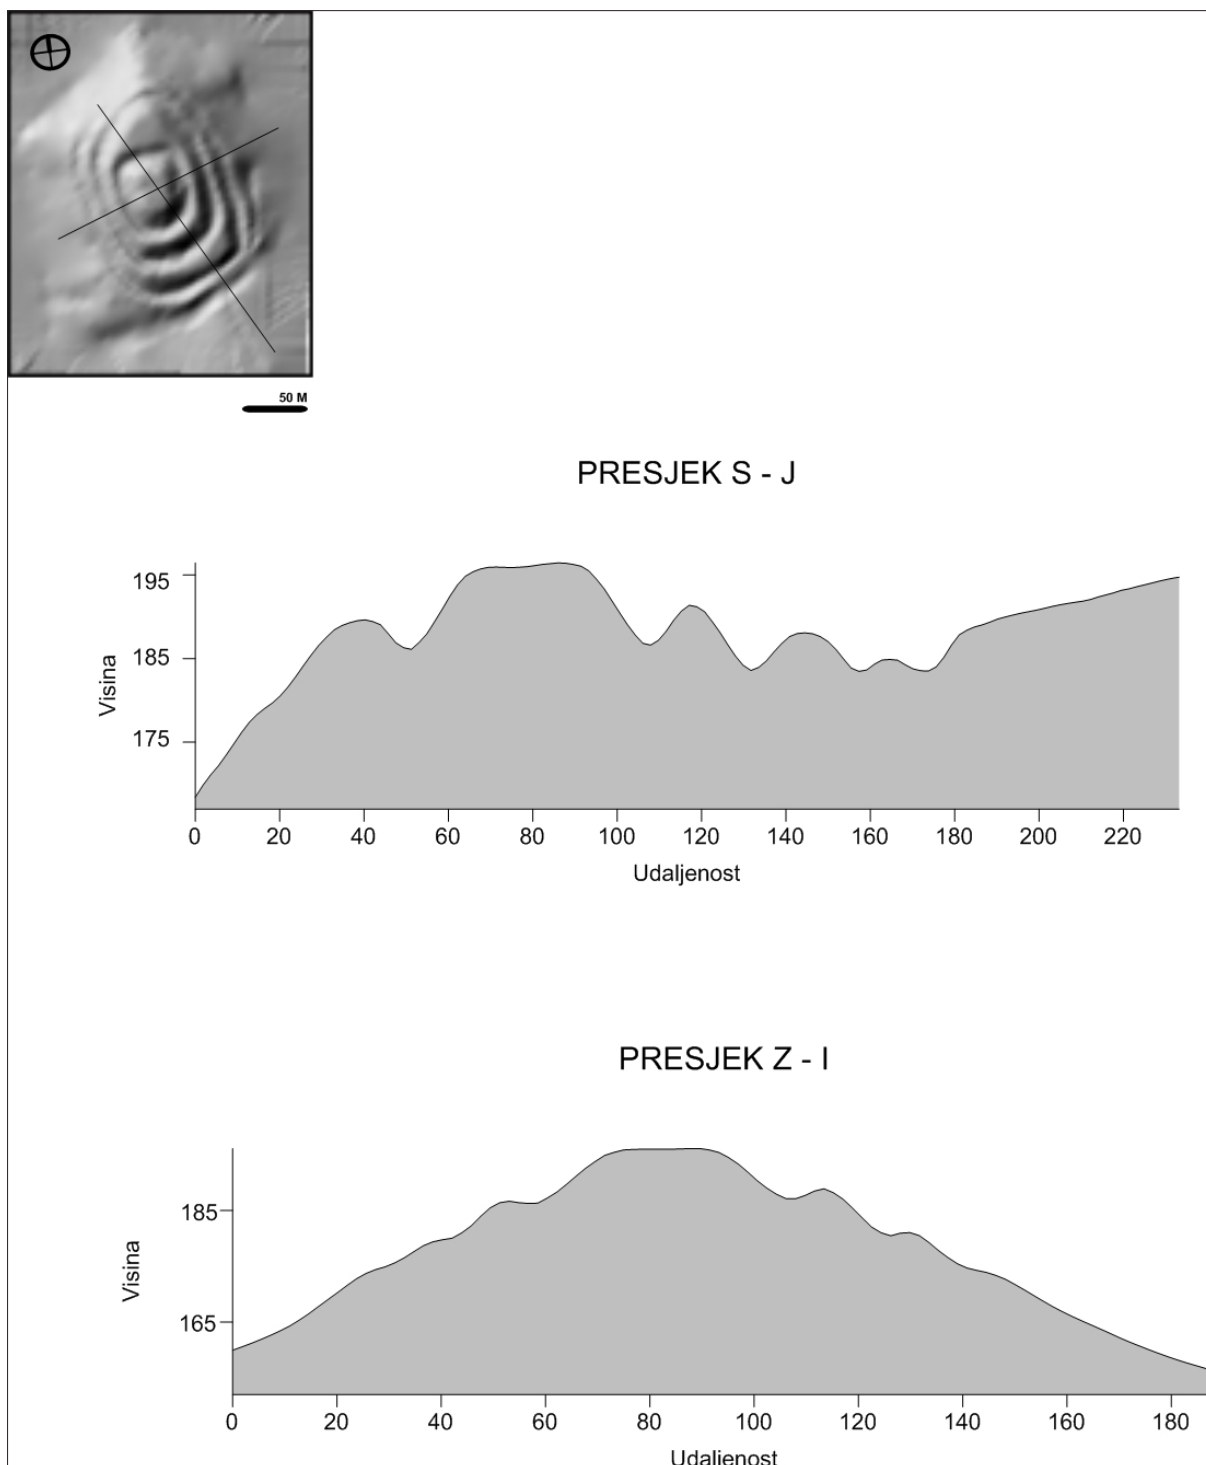 50 M
PRESJEK S - J
195
185
175
Visina
0 20 40 60 80 100 120 140 160 180 200 220
Udaljenost
PRESJEK Z - I
185
165
Visina
0 20 40 60 80 100 120 140 160 180
Udaljenost